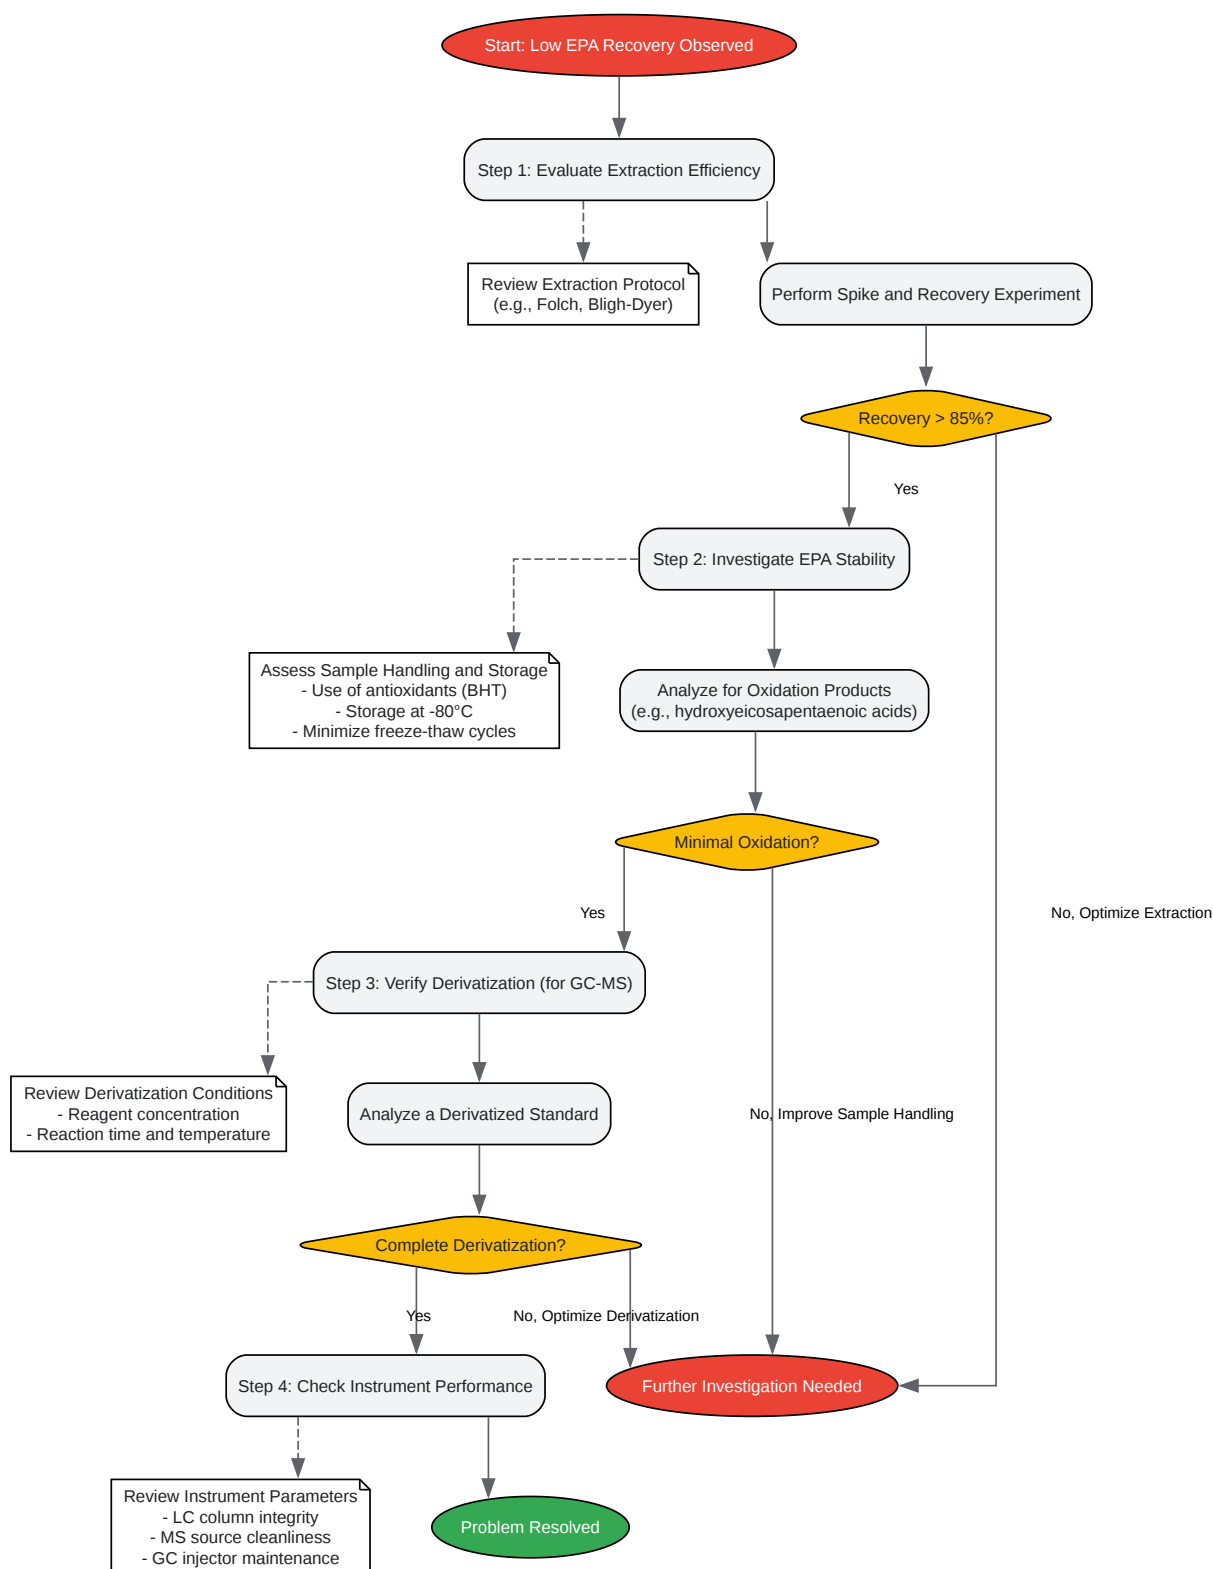 Start: Low EPA Recovery Observed
Step 1: Evaluate Extraction Efficiency
Review Extraction Protocol
(e.g., Folch, Bligh-Dyer)
Perform Spike and Recovery Experiment
Recovery > 85%?
Yes
Step 2: Investigate EPA Stability
Assess Sample Handling and Storage
- Use of antioxidants (BHT)
- Storage at -80°C
- Minimize freeze-thaw cycles
Analyze for Oxidation Products
(e.g., hydroxyeicosapentaenoic acids)
Minimal Oxidation?
Yes
No, Optimize Extraction
Step 3: Verify Derivatization (for GC-MS)
Review Derivatization Conditions
- Reagent concentration
- Reaction time and temperature
Analyze a Derivatized Standard
No, Improve Sample Handling
Complete Derivatization?
Yes
No, Optimize Derivatization
Step 4: Check Instrument Performance
Further Investigation Needed
Review Instrument Parameters
- LC column integrity
- MS source cleanliness
- GC injector maintenance
Problem Resolved